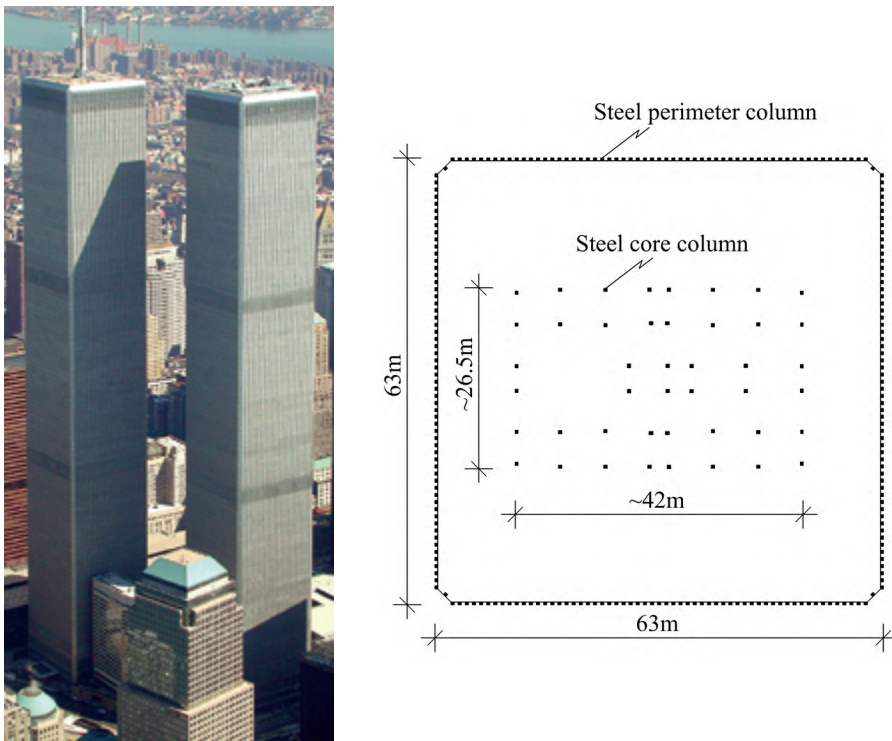 Steel perimeter column
Steel core column
63m
~26.5m
~42m
63m